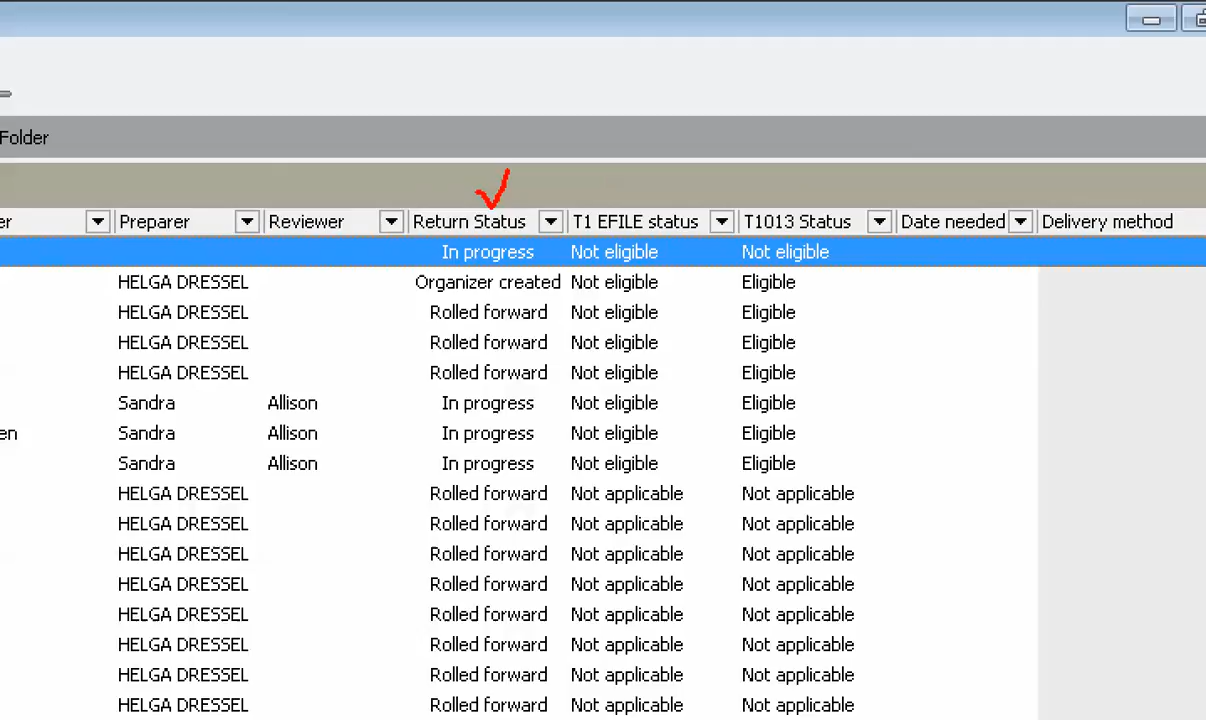 Folder
er Preparer Reviewer Return Status T1 EFILE status T1013 Status Date needed Delivery method
In progress Not eligible Not eligible
HELGA DRESSEL Organizer created Not eligible Eligible
HELGA DRESSEL Rolled forward Not eligible Eligible
HELGA DRESSEL Rolled forward Not eligible Eligible
HELGA DRESSEL Rolled forward Not eligible Eligible
Sandra Allison In progress Not eligible Eligible
en Sandra Allison In progress Not eligible Eligible
Sandra Allison In progress Not eligible Eligible
HELGA DRESSEL Rolled forward Not applicable Not applicable
HELGA DRESSEL Rolled forward Not applicable Not applicable
HELGA DRESSEL Rolled forward Not applicable Not applicable
HELGA DRESSEL Rolled forward Not applicable Not applicable
HELGA DRESSEL Rolled forward Not applicable Not applicable
HELGA DRESSEL Rolled forward Not applicable Not applicable
HELGA DRESSEL Rolled forward Not applicable Not applicable
HELGA DRESSEL Rolled forward Not applicable Not applicable